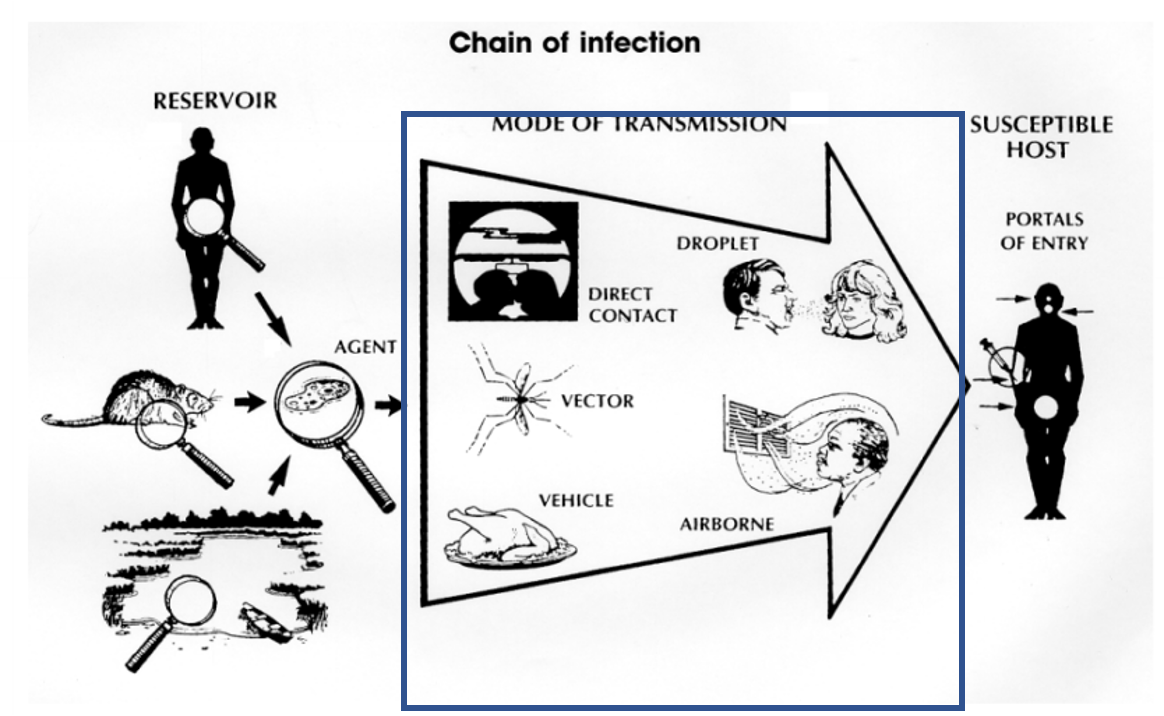 Chain of infection
RESERVOIR
MODE OF TRANSMISSION
SUSCEPTIBLE
HOST
PORTALS
OF ENTRY
DROPLET
DIRECT
CONTACT
AGENT
VECTOR
VEHICLE
AIRBORNE